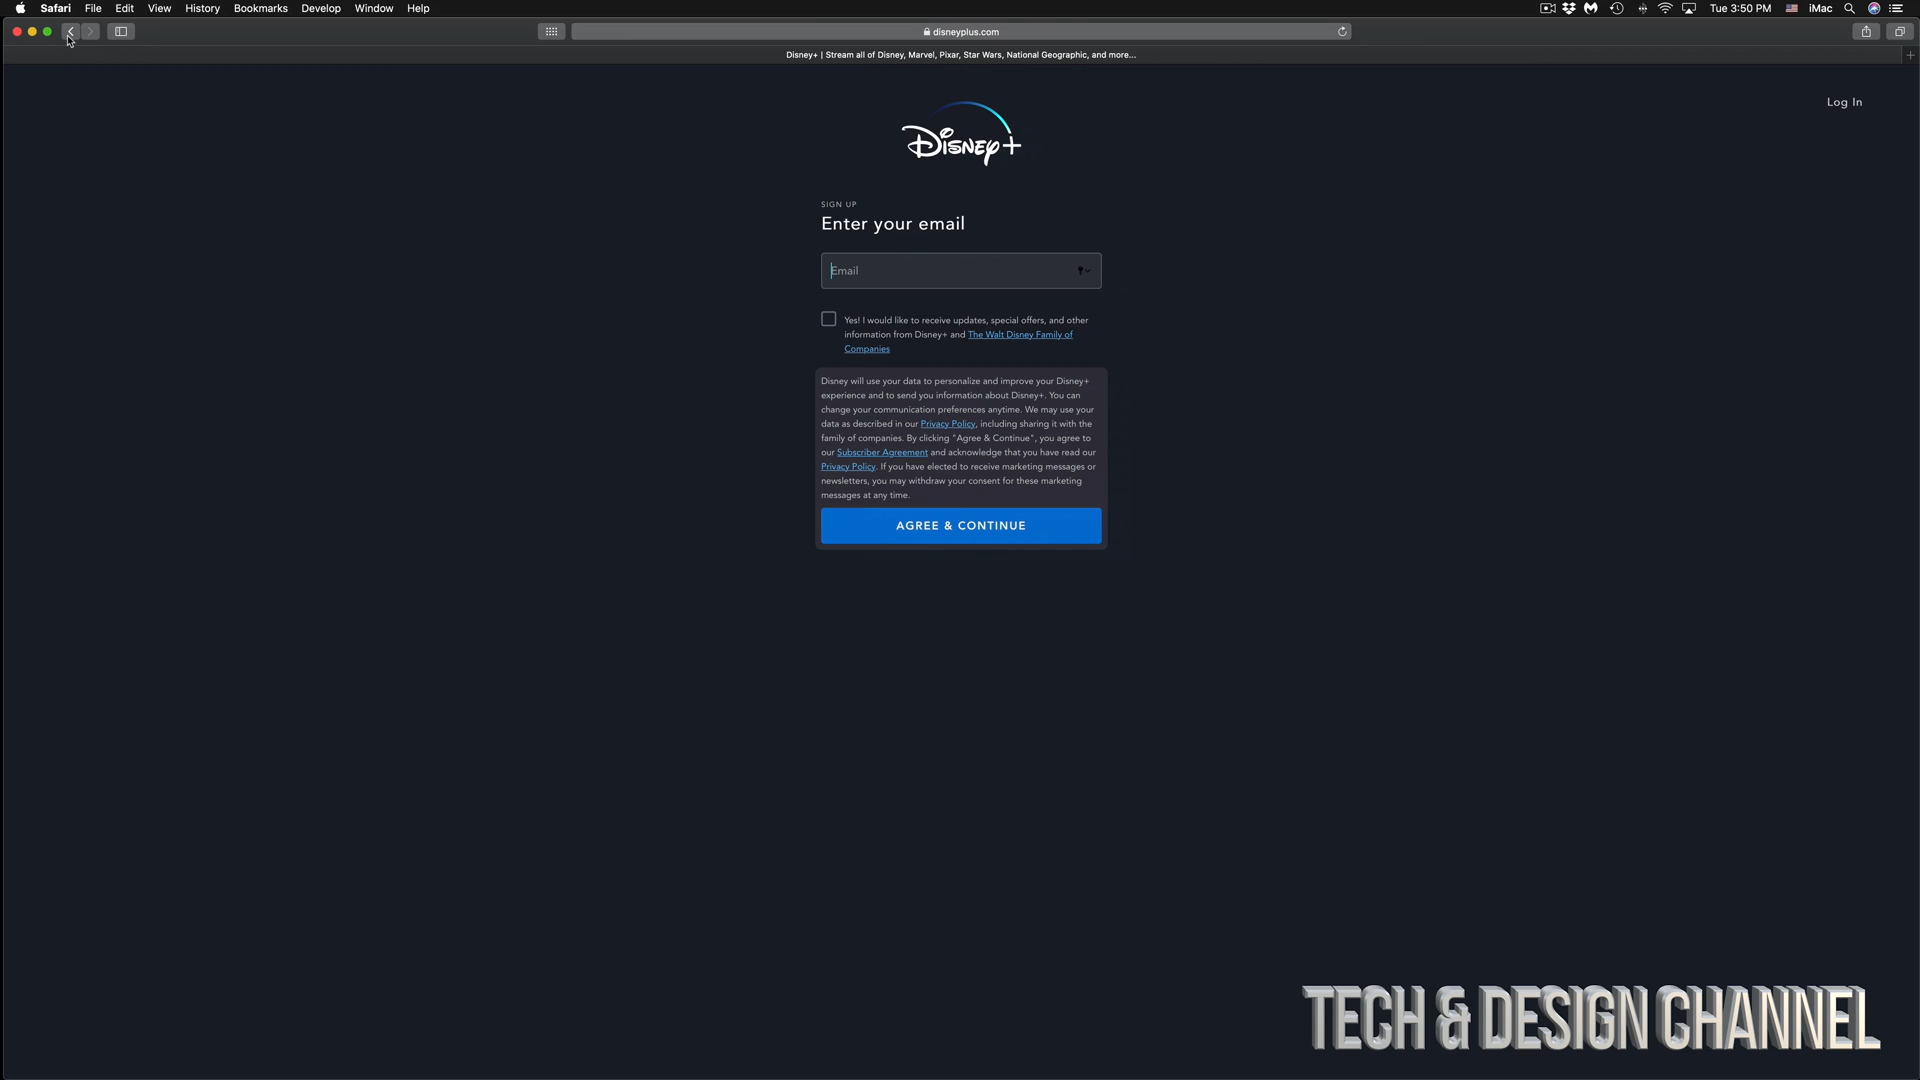 Safari File Edit View History Bookmarks Develop Window Help Tue 3:50 PM iMac
disneyplus.com
Disney+ | Stream all of Disney, Marvel, Pixar, Star Wars, National Geographic, and more...
Log In
Disney+
SIGN UP
Enter your email
Email
Yes! I would like to receive updates, special offers, and other
information from Disney+ and The Walt Disney Family of
Companies
Disney will use your data to personalize and improve your Disney+
experience and to send you information about Disney+. You can
change your communication preferences anytime. We may use your
data as described in our Privacy Policy, including sharing it with the
family of companies. By clicking "Agree & Continue", you agree to
our Subscriber Agreement and acknowledge that you have read our
Privacy Policy. If you have elected to receive marketing messages or
newsletters, you may withdraw your consent for these marketing
messages at any time.
AGREE & CONTINUE
TECH & DESIGN CHANNEL